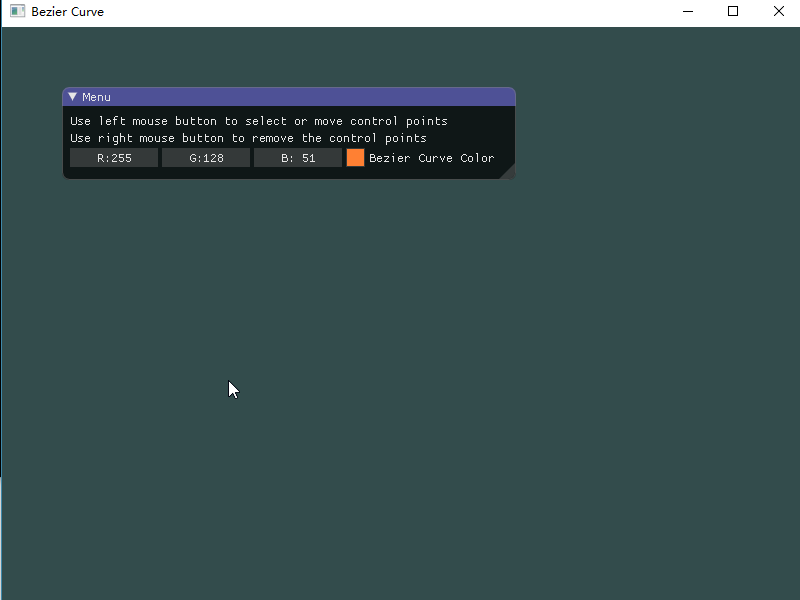 Bezier Curve
Menu
Use left mouse button to select or move control points
Use right mouse button to remove the control points
R:255 G:128 B: 51 Bezier Curve Color